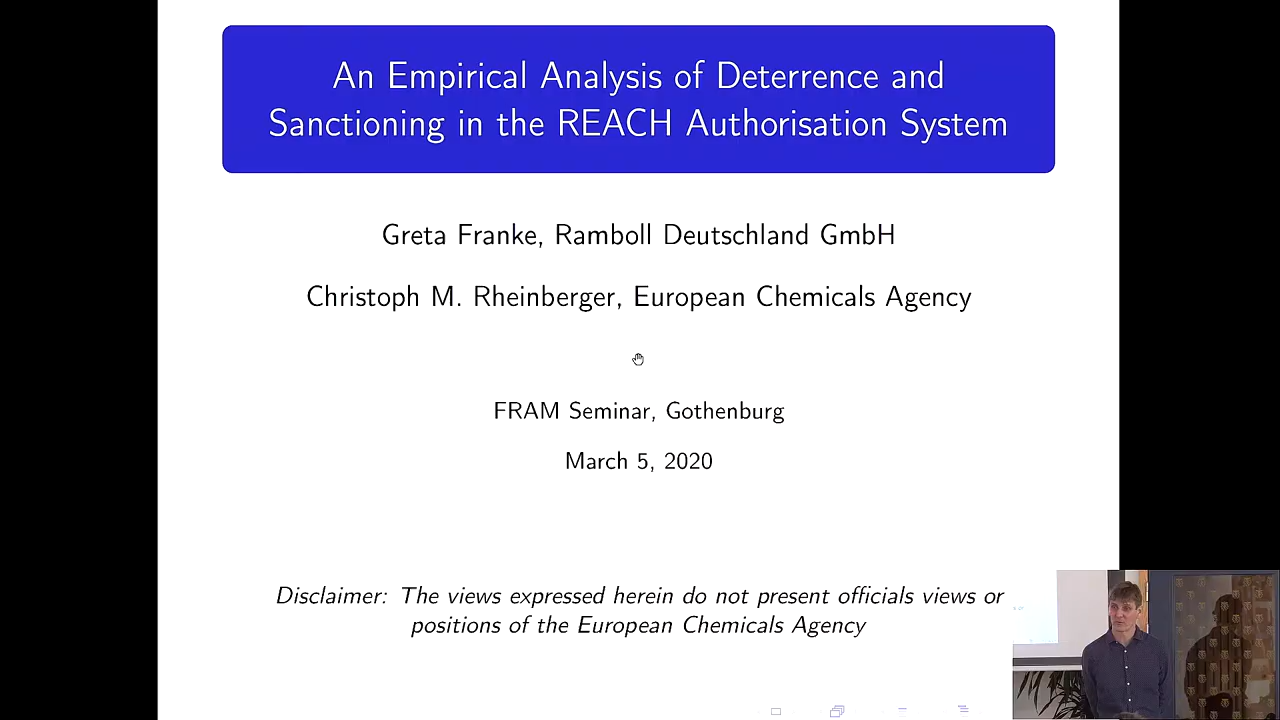 An Empirical Analysis of Deterrence and
Sanctioning in the REACH Authorisation System
Greta Franke, Ramboll Deutschland GmbH
Christoph M. Rheinberger, European Chemicals Agency
FRAM Seminar, Gothenburg
March 5, 2020
Disclaimer: The views expressed herein do not present officials views or
positions of the European Chemicals Agency